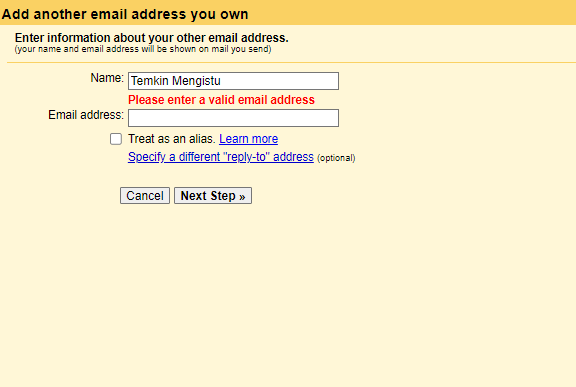 Add another email address you own
Enter information about your other email address.
(your name and email address will be shown on mail you send)
Name: Temkin Mengistu
Please enter a valid email address
Email address:
Treat as an alias. Learn more
Specify a different "reply-to" address (optional)
Cancel Next Step »